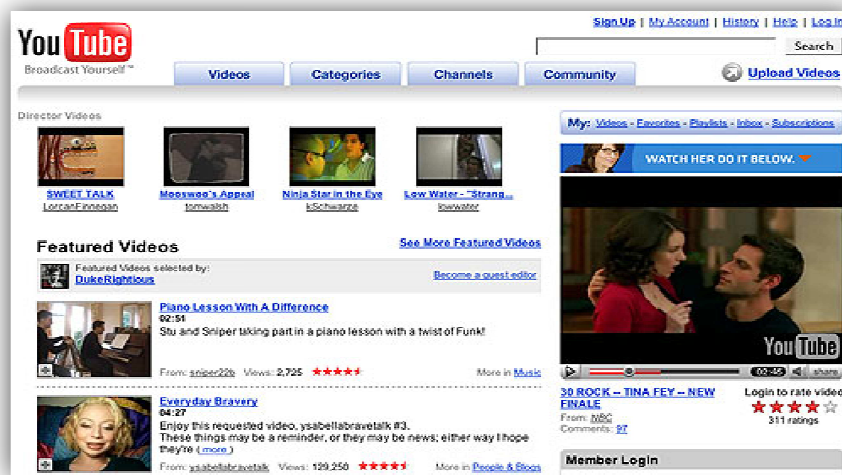 Sign Up | My Account | History | Help | Log In
You Tube
Broadcast Yourself™
Search
Videos
Categories
Channels
Community
Upload Videos
Director Videos
SWEET TALK
LorcanFinnegan
Mooswoo's Appeal
tomwalsh
Ninja Star in the Eye
kSchwarze
Low Water - "Strang...
lowwater
Featured Videos
See More Featured Videos
Featured Videos selected by:
DukeRightious
Become a guest editor
Piano Lesson With A Difference
02:51
Stu and Sniper taking part in a piano lesson with a twist of Funk!
From: sniper22b Views: 2,725
More in Music
Everyday Bravery
04:27
Enjoy this requested video, ysabellabravetalk #3.
These things may be a reminder, or they may be news; either way I hope
they're ( more )
From: ysabellabravetalk Views: 129,250
More in People & Blogs
My: Videos - Favorites - Playlists - Inbox - Subscriptions
WATCH HER DO IT BELOW.
You Tube
02:45 share
30 ROCK -- TINA FEY -- NEW
FINALE
From: NBC
Comments: 97
Login to rate video
311 ratings
Member Login